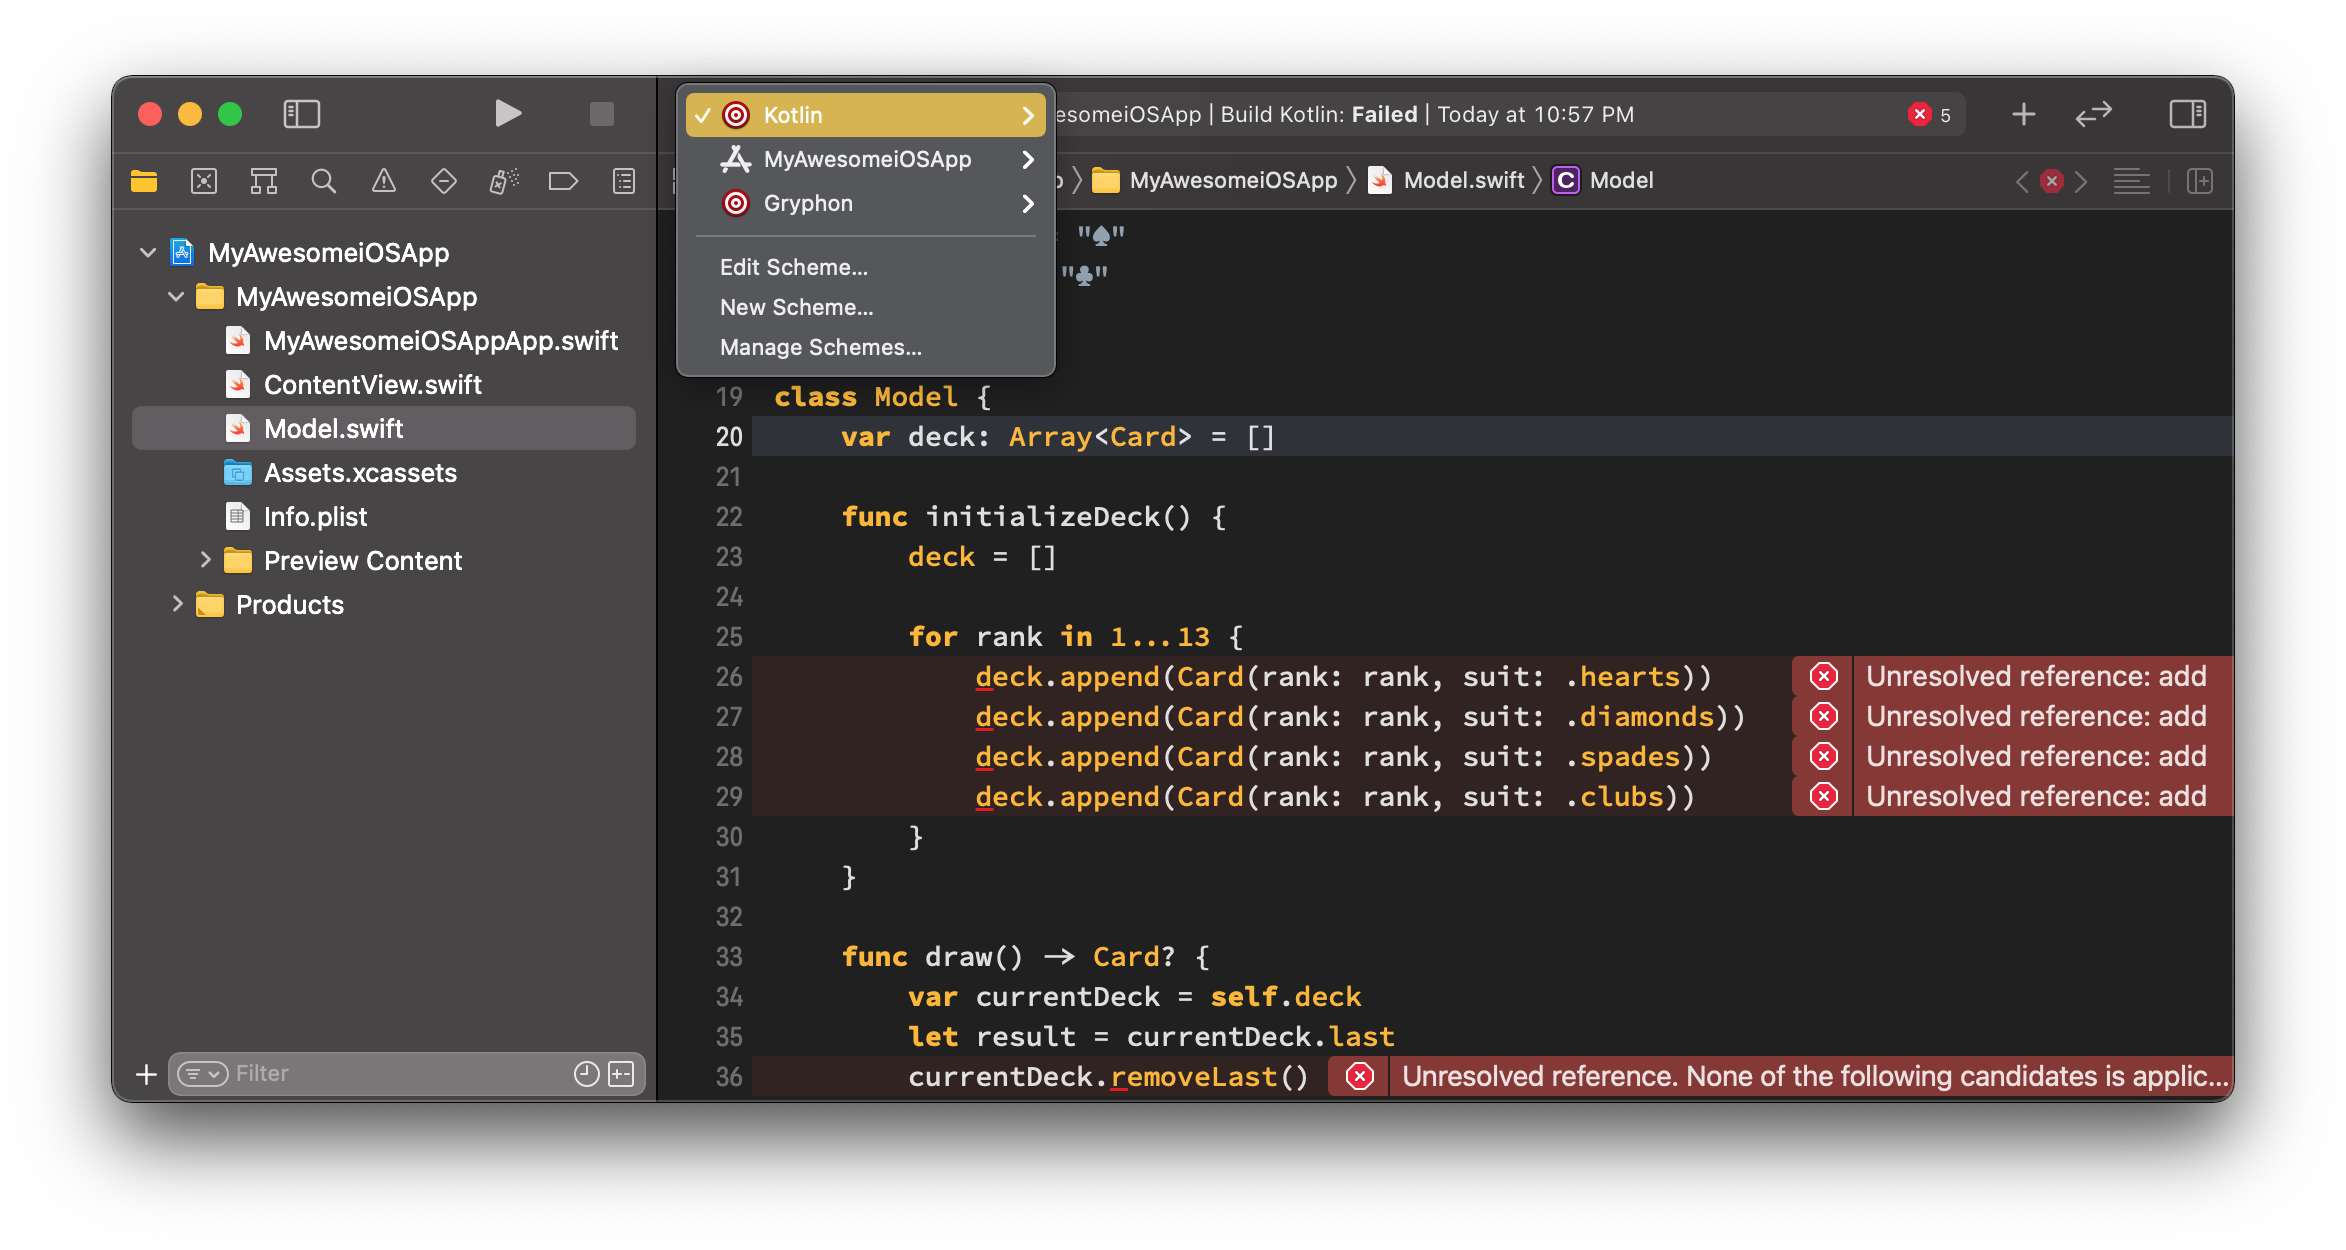 Kotlin
MyAwesomeiOSApp
Gryphon
Edit Scheme...
New Scheme...
Manage Schemes...
esomeiOSApp | Build Kotlin: Failed | Today at 10:57 PM
5
MyAwesomeiOSApp
Model.swift
C Model
MyAwesomeiOSApp
MyAwesomeiOSApp
MyAwesomeiOSAppApp.swift
ContentView.swift
Model.swift
Assets.xcassets
Info.plist
Preview Content
Products
Filter
"♠"
"♣"
19 class Model {
20 var deck: Array<Card> = []
21
22 func initializeDeck() {
23 deck = []
24
25 for rank in 1...13 {
26 deck.append(Card(rank: rank, suit: .hearts)) Unresolved reference: add
27 deck.append(Card(rank: rank, suit: .diamonds)) Unresolved reference: add
28 deck.append(Card(rank: rank, suit: .spades)) Unresolved reference: add
29 deck.append(Card(rank: rank, suit: .clubs)) Unresolved reference: add
30 }
31 }
32
33 func draw() -> Card? {
34 var currentDeck = self.deck
35 let result = currentDeck.last
36 currentDeck.removeLast() Unresolved reference. None of the following candidates is applic...